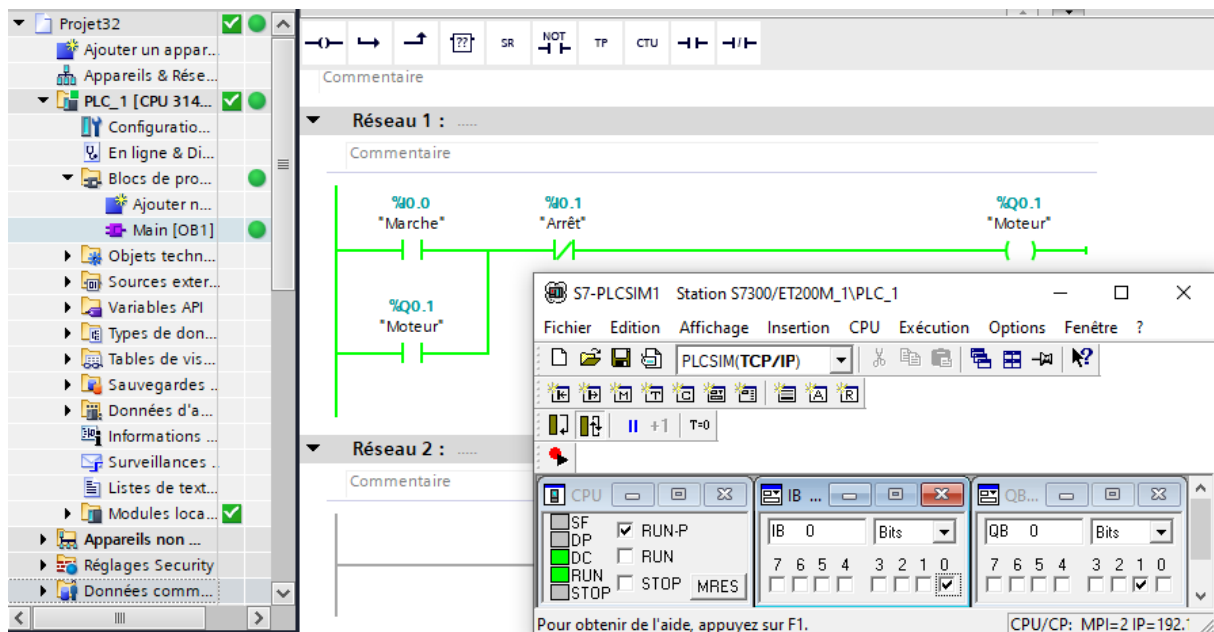 Projet32
Ajouter un appar...
Appareils & Rése...
PLC_1 [CPU 314...
Configuratio...
En ligne & Di...
Blocs de pro...
Ajouter n...
Main [OB1]
Objets techn...
Sources exter...
Variables API
Types de don...
Tables de vis...
Sauvegardes ..
Données d'a...
Informations ...
Surveillances ..
Listes de text...
Modules loca...
Appareils non ...
Réglages Security
Données comm...
?? SR NOT TP CTU
Commentaire
Réseau 1 : .....
Commentaire
%I0.0 %I0.1 %Q0.1
"Marche" "Arrêt" "Moteur"
%Q0.1
"Moteur"
Réseau 2 : .....
Commentaire
S7-PLCSIM1 Station S7300/ET200M_1\PLC_1
Fichier Edition Affichage Insertion CPU Exécution Options Fenêtre ?
PLCSIM(TCP/IP)
E E M T C A R
+1 T=0
CPU
SF
DP
DC
RUN
STOP
RUN-P
RUN
STOP MRES
IB ...
IB 0 Bits
7 6 5 4 3 2 1 0
QB...
QB 0 Bits
7 6 5 4 3 2 1 0
Pour obtenir de l'aide, appuyez sur F1.
CPU/CP: MPI=2 IP=192.